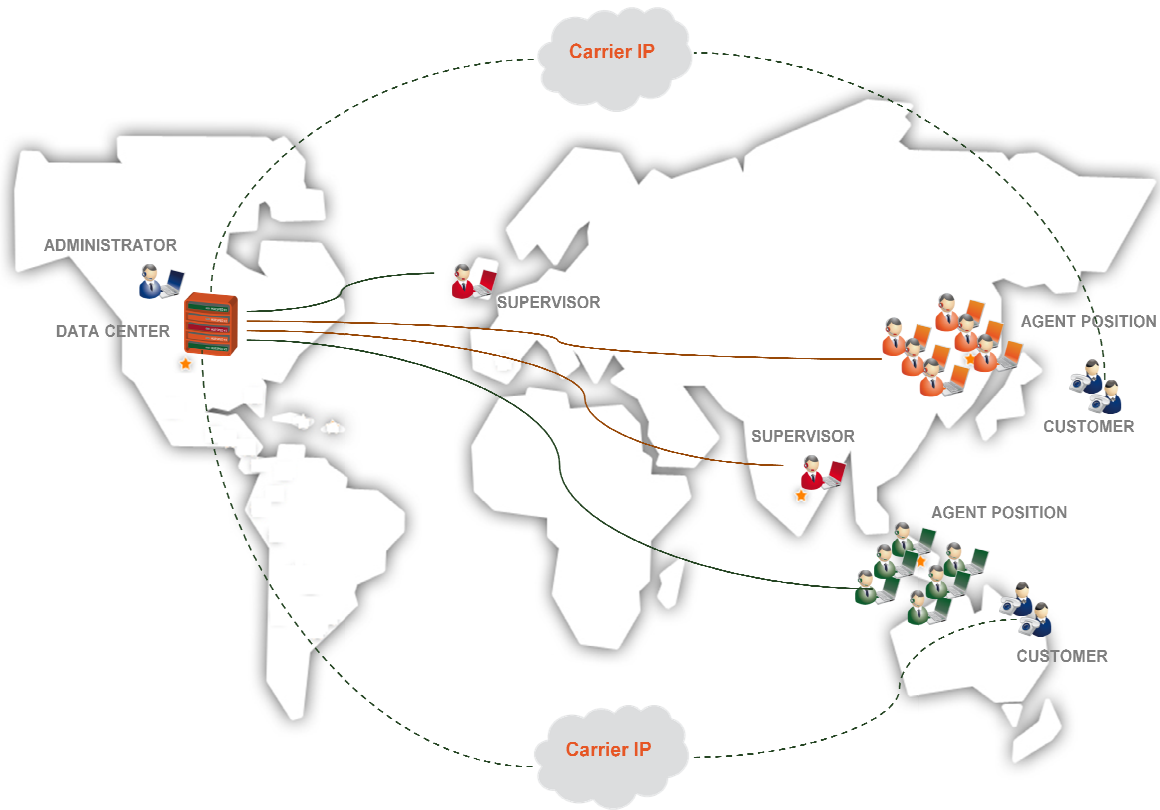 Carrier IP
ADMINISTRATOR
SUPERVISOR
DATA CENTER
AGENT POSITION
CUSTOMER
SUPERVISOR
AGENT POSITION
CUSTOMER
Carrier IP